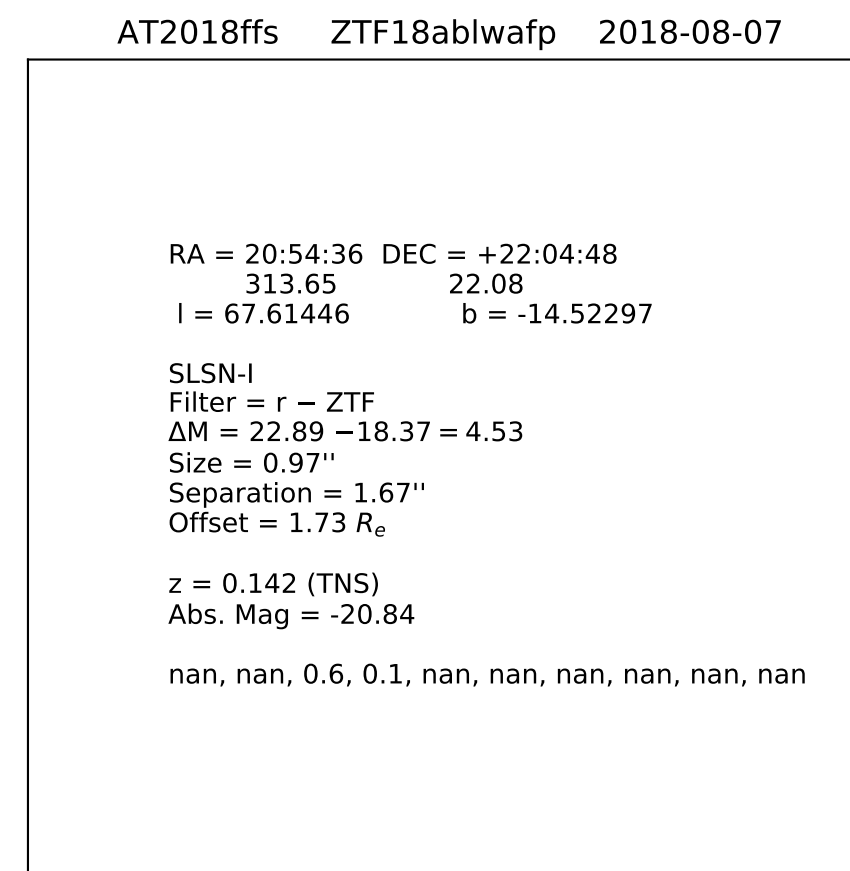 AT2018ffs ZTF18ablwafp 2018-08-07
RA = 20:54:36 DEC = +22:04:48
313.65 22.08
l = 67.61446 b = -14.52297
SLSN-I
Filter = r − ZTF
ΔM = 22.89 −18.37 = 4.53
Size = 0.97''
Separation = 1.67''
Offset = 1.73 Rₑ
z = 0.142 (TNS)
Abs. Mag = -20.84
nan, nan, 0.6, 0.1, nan, nan, nan, nan, nan, nan